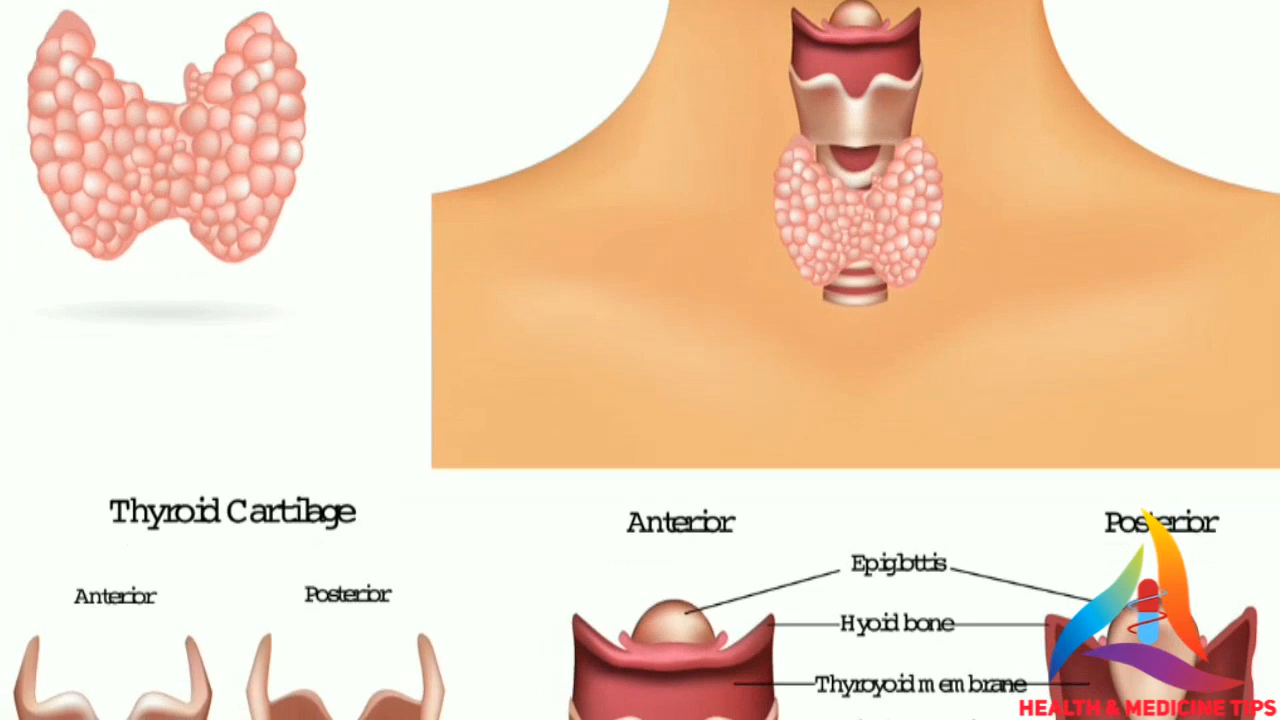 Thyroid Cartilage
Anterior
Posterior
Anterior
Posterior
Epiglottis
Hyoid bone
Thyroyoid membrane
HEALTH & MEDICINE TIPS